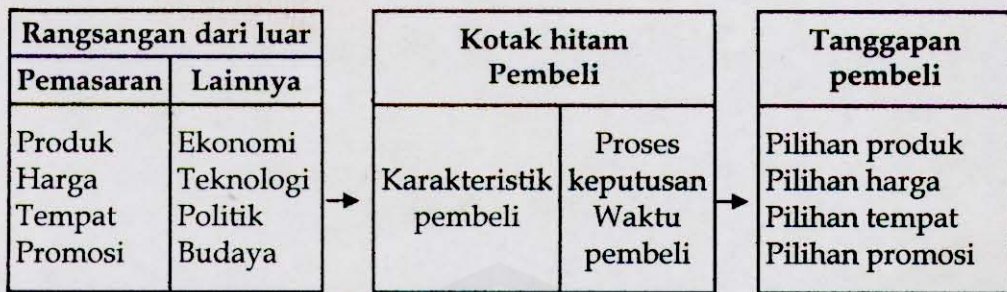 Rangsangan dari luar
Pemasaran
Lainnya
Produk
Harga
Tempat
Promosi
Ekonomi
Teknologi
Politik
Budaya
Kotak hitam
Pembeli
Karakteristik
pembeli
Proses
keputusan
Waktu
pembeli
Tanggapan
pembeli
Pilihan produk
Pilihan harga
Pilihan tempat
Pilihan promosi